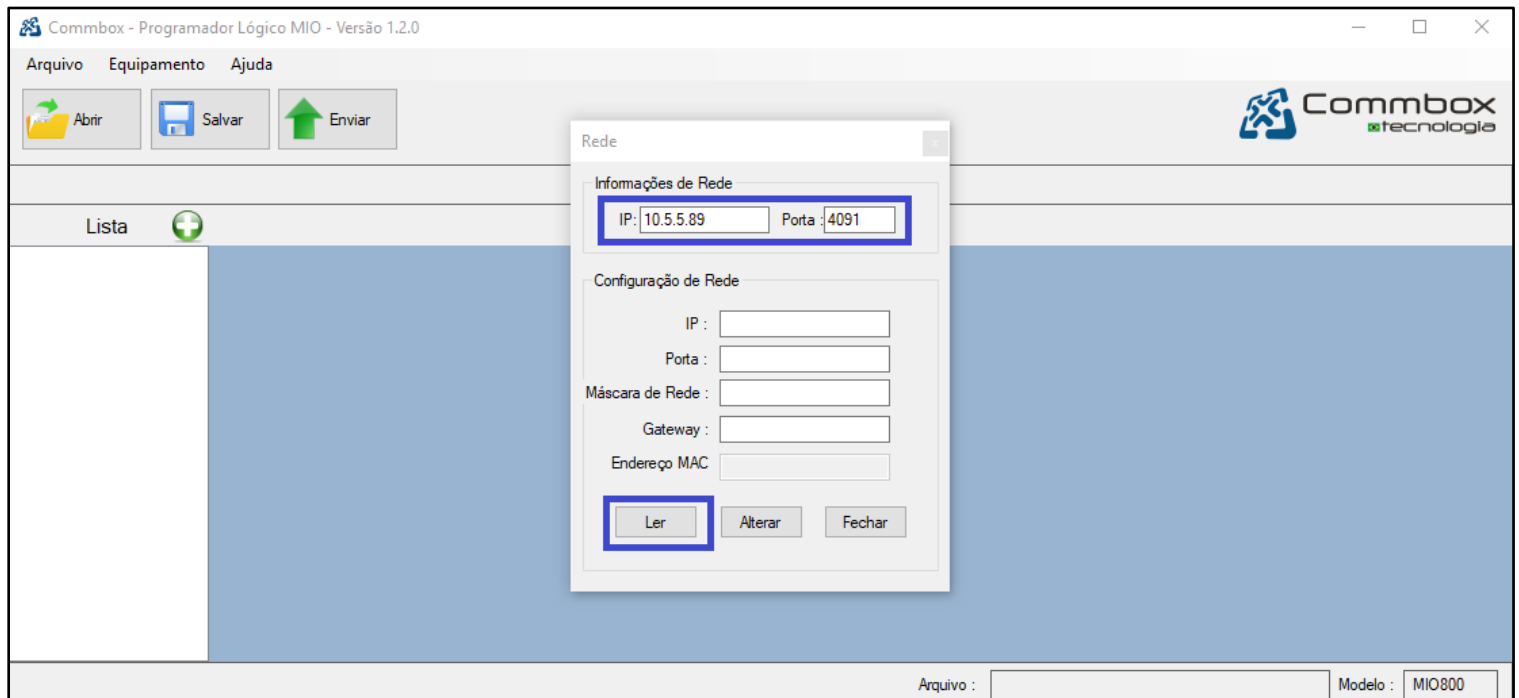 Commbox - Programador Lógico MIO - Versão 1.2.0
Arquivo Equipamento Ajuda
Abrir Salvar Enviar
Commbox
tecnologia
Rede
x
Informações de Rede
IP: 10.5.5.89 Porta : 4091
Lista
Configuração de Rede
IP :
Porta :
Máscara de Rede :
Gateway :
Endereço MAC
Ler Alterar Fechar
Arquivo : Modelo : MIO800